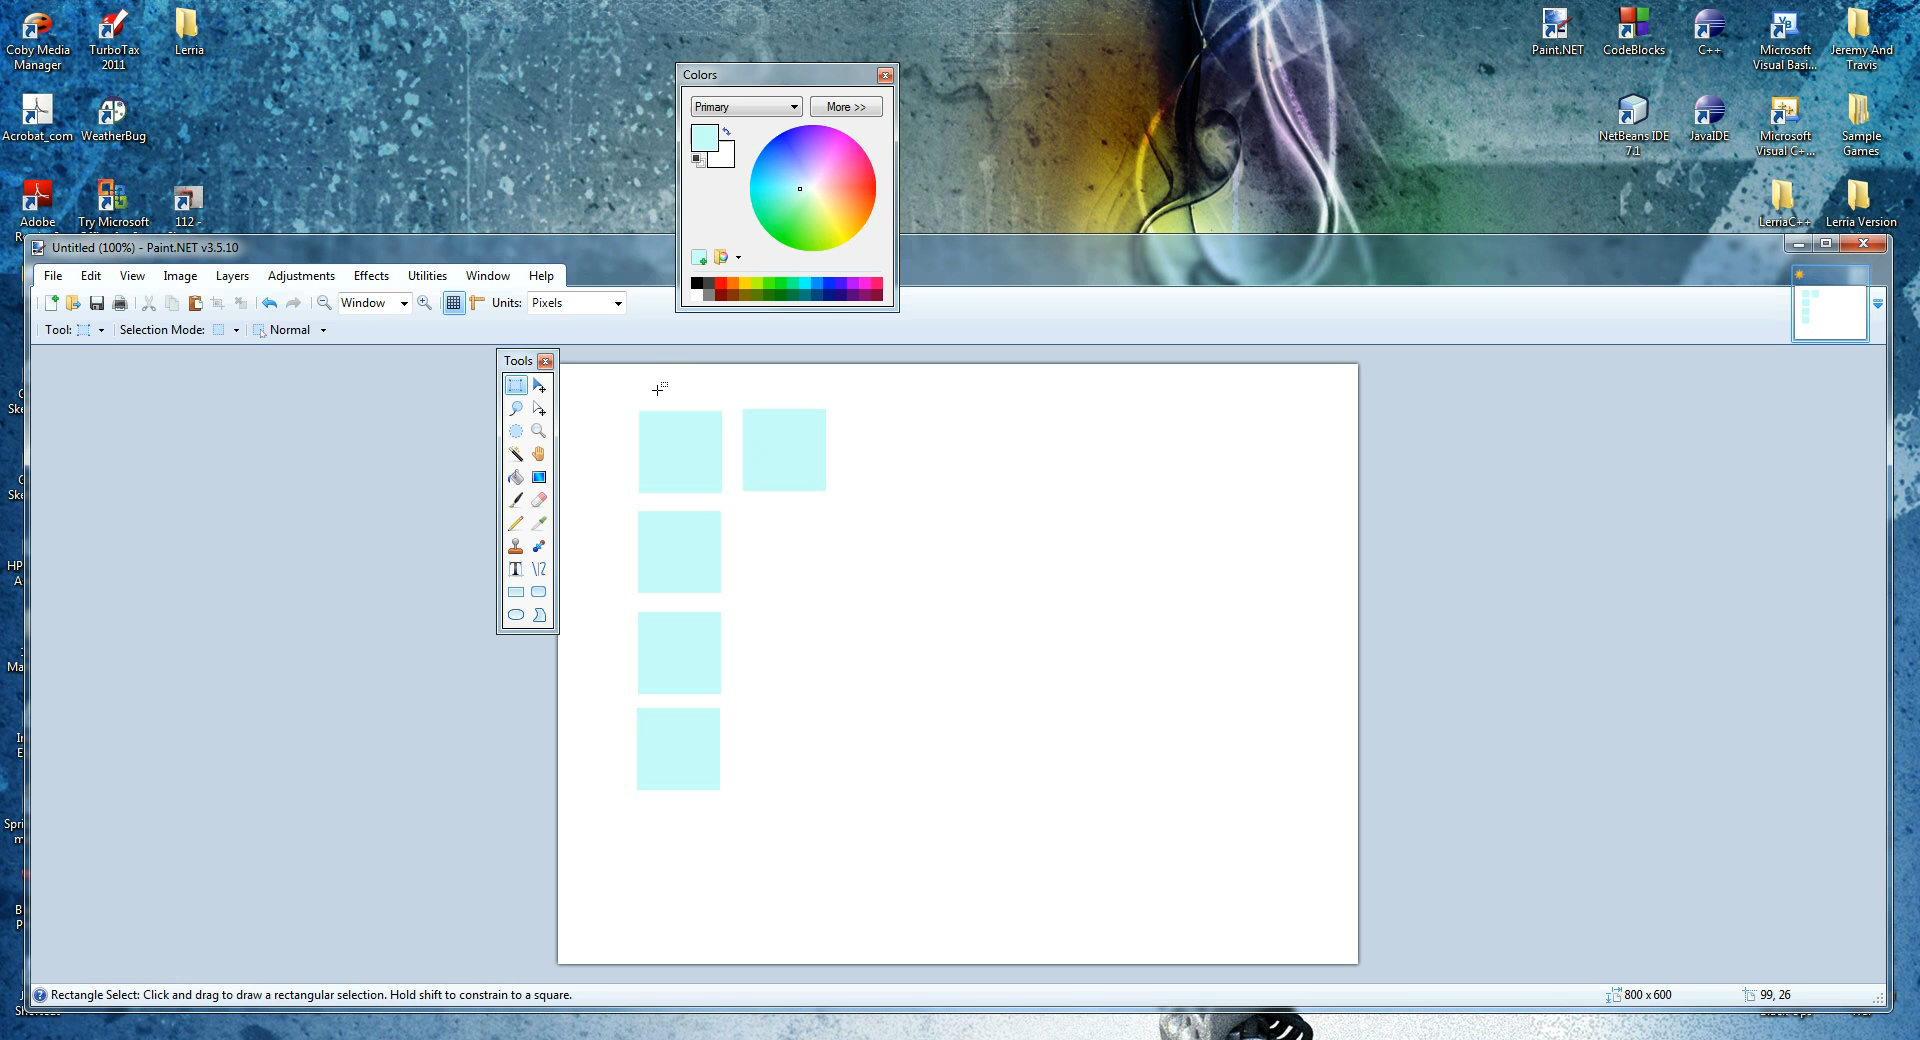 Coby Media
Manager
TurboTax
2011
Lerria
Paint.NET
CodeBlocks
C++
Microsoft
Visual Basi...
Jeremy And
Travis
Acrobat_com
WeatherBug
NetBeans IDE
7.1
JavaIDE
Microsoft
Visual C+...
Sample
Games
Adobe
Try Microsoft
112 -
LerriaC++
Lerria Version
Colors
Primary
More >>
Untitled (100%) - Paint.NET v3.5.10
File Edit View Image Layers Adjustments Effects Utilities Window Help
Window Units: Pixels
Tool: Selection Mode: Normal
Tools
Rectangle Select: Click and drag to draw a rectangular selection. Hold shift to constrain to a square.
800 x 600
99, 26